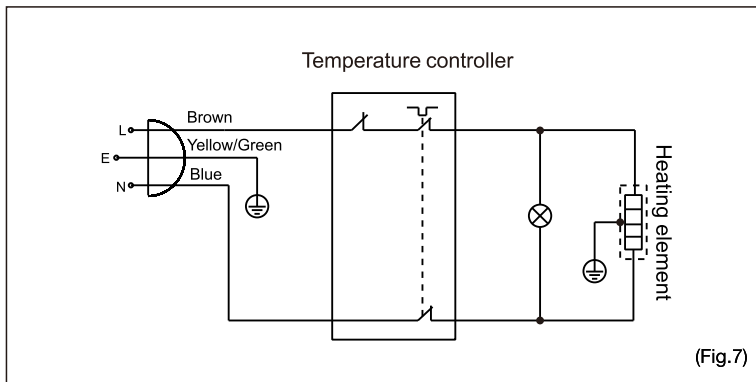 Temperature controller
L
Brown
Yellow/Green
E
Blue
N
Heating element
(Fig.7)